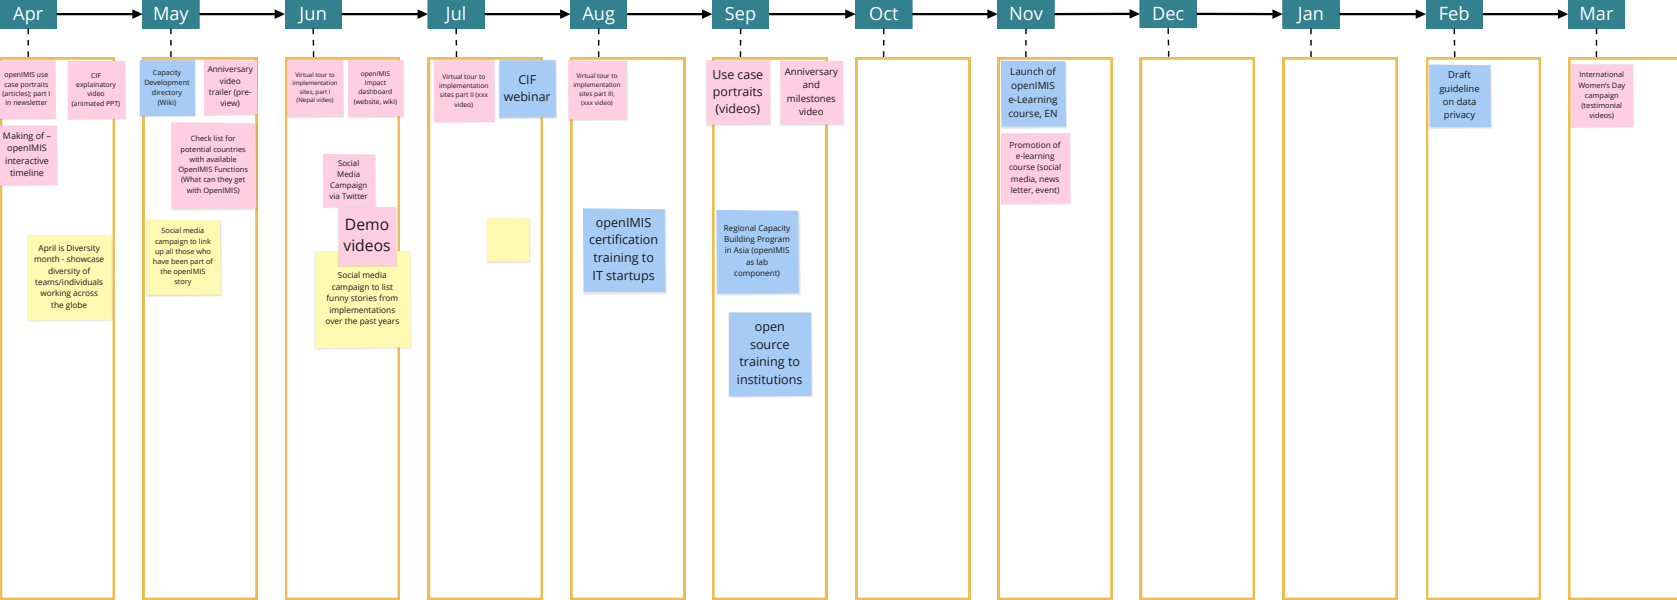 Apr
May
Jun
Jul
Aug
Sep
Oct
Nov
Dec
Jan
Feb
Mar
openIMIS use
case portraits
(articles); part I
in newsletter
CIF
explainatory
video
(animated PPT)
Making of –
openIMIS
interactive
timeline
April is Diversity
month - showcase
diversity of
teams/individuals
working across
the globe
Capacity
Development
directory
(Wiki)
Anniversary
video
trailer (pre-
view)
Check list for
potential countries
with available
OpenIMIS Functions
(What can they get
with OpenIMIS)
Social media
campaign to link
up all those who
have been part of
the openIMIS
story
Virtual tour to
implementation
sites, part I
(Nepal video)
openIMIS
Impact
dashboard
(website, wiki)
Social
Media
Campaign
via Twitter
Demo
videos
Social media
campaign to list
funny stories from
implementations
over the past years
Virtual tour to
implementation
sites part II (xxx
video)
CIF
webinar
Virtual tour to
implementation
sites part III,
(xxx video)
openIMIS
certification
training to
IT startups
Use case
portraits
(videos)
Anniversary
and
milestones
video
Regional Capacity
Building Program
in Asia (openIMIS
as lab
component)
open
source
training to
institutions
Launch of
openIMIS
e-Learning
course, EN
Promotion of
e-learning
course (social
media, news
letter, event)
Draft
guideline
on data
privacy
International
Women's Day
campaign
(testimonial
videos)